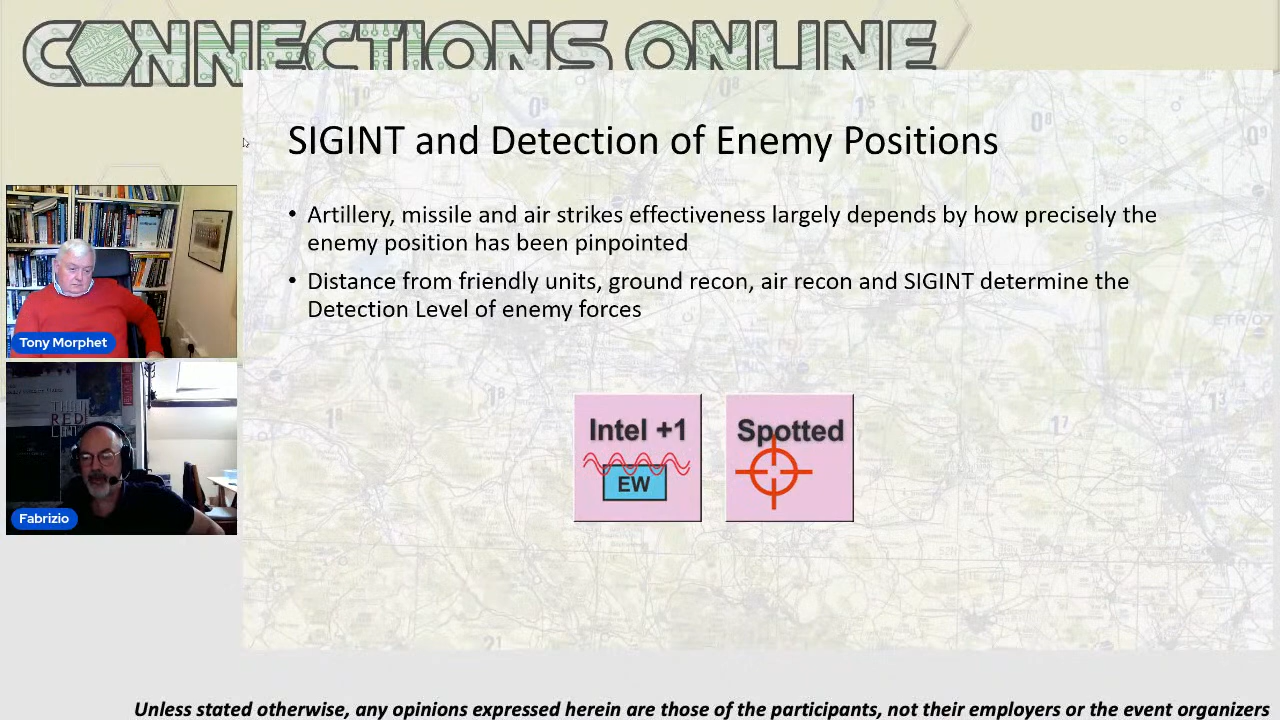 CONNECTIONS ONLINE
SIGINT and Detection of Enemy Positions
• Artillery, missile and air strikes effectiveness largely depends by how precisely the
enemy position has been pinpointed
• Distance from friendly units, ground recon, air recon and SIGINT determine the
Detection Level of enemy forces
Intel +1
EW
Spotted
Tony Morphet
RED
Fabrizio
Unless stated otherwise, any opinions expressed herein are those of the participants, not their employers or the event organizers